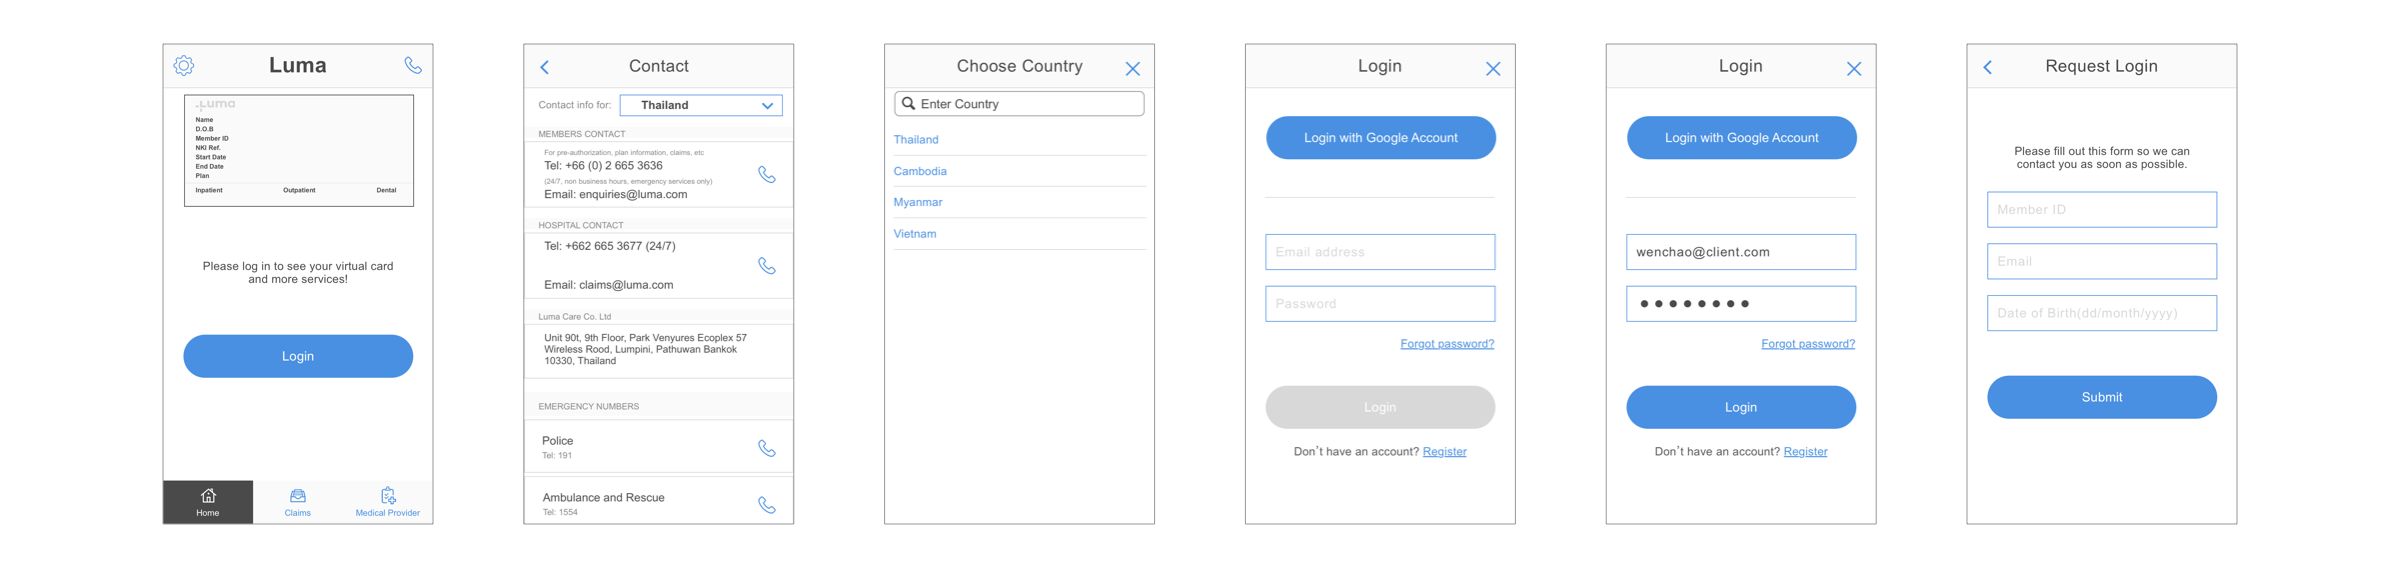 Luma
Luma
Name
D.O.B
Member ID
NKI Ref.
Start Date
End Date
Plan
Inpatient Outpatient Dental
Please log in to see your virtual card
and more services!
Login
Home Claims Medical Provider
Contact
Contact info for: Thailand
MEMBERS CONTACT
For pre-authorization, plan information, claims, etc
Tel: +66 (0) 2 665 3636
(24/7, non business hours, emergency services only)
Email: enquiries@luma.com
HOSPITAL CONTACT
Tel: +662 665 3677 (24/7)
Email: claims@luma.com
Luma Care Co. Ltd
Unit 90t, 9th Floor, Park Venyures Ecoplex 57
Wireless Rood, Lumpini, Pathuwan Bankok
10330, Thailand
EMERGENCY NUMBERS
Police
Tel: 191
Ambulance and Rescue
Tel: 1554
Choose Country
Enter Country
Thailand
Cambodia
Myanmar
Vietnam
Login
Login with Google Account
Email address
Password
Forgot password?
Login
Don't have an account? Register
Login
Login with Google Account
wenchao@client.com
Forgot password?
Login
Don't have an account? Register
Request Login
Please fill out this form so we can
contact you as soon as possible.
Member ID
Email
Date of Birth(dd/month/yyyy)
Submit